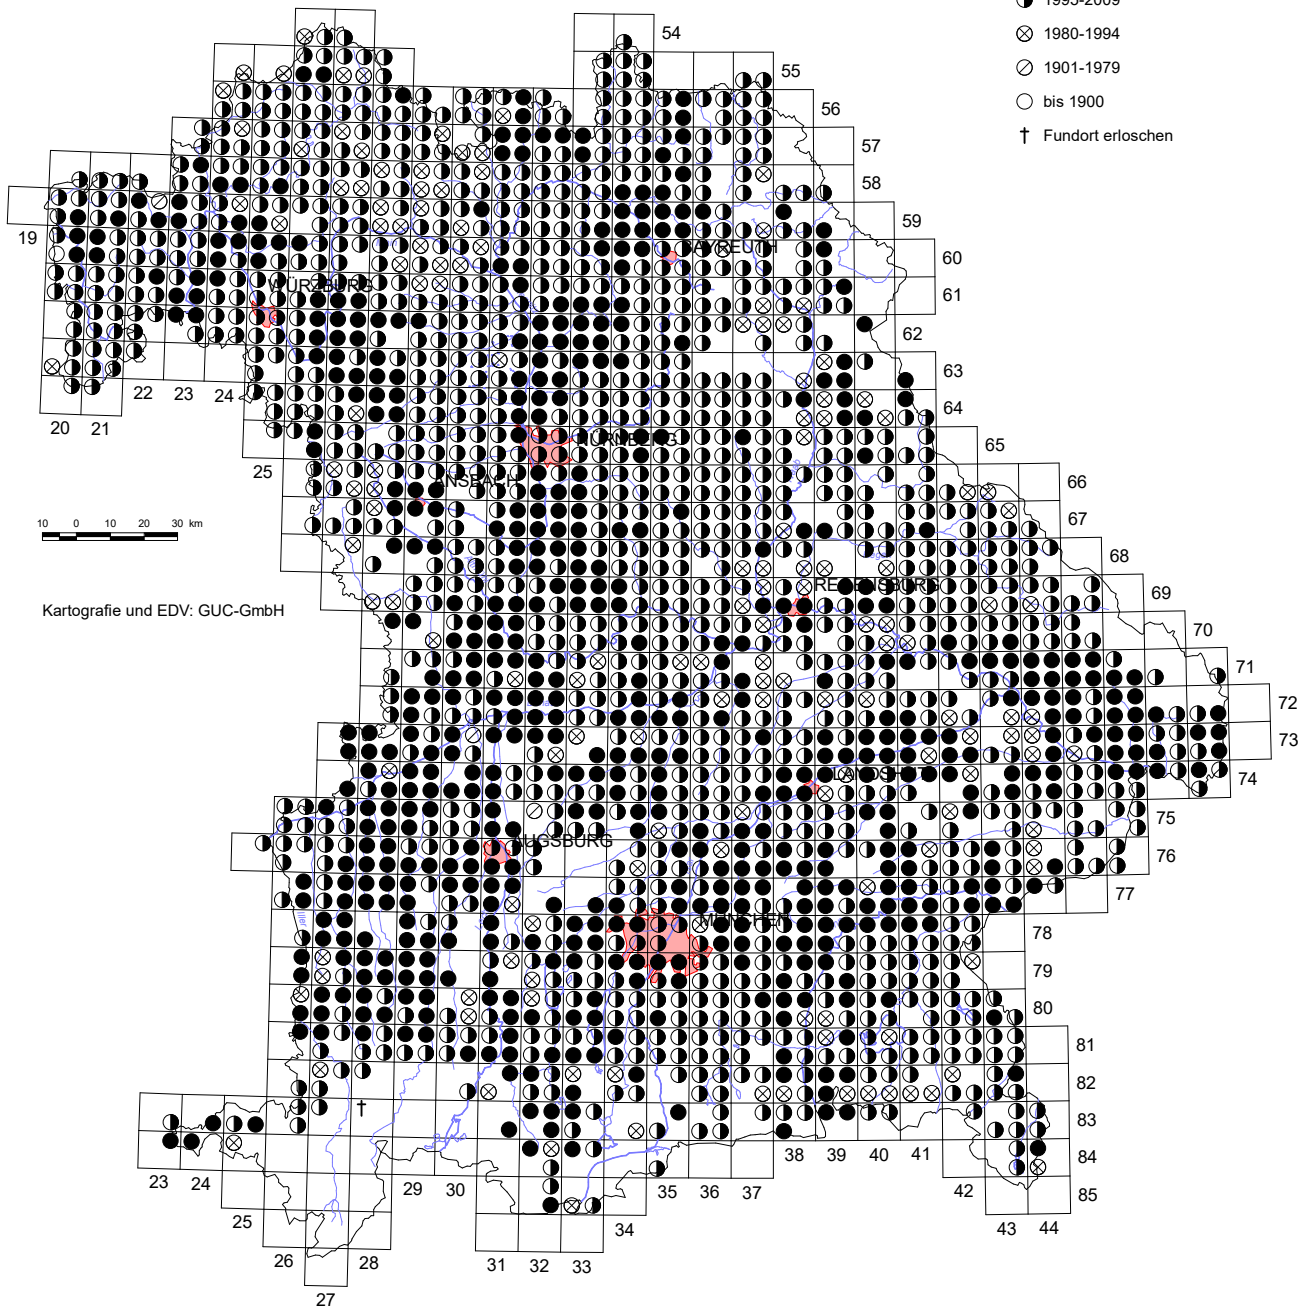 1995-2009
1980-1994
1901-1979
bis 1900
† Fundort erloschen
54
55
56
57
58
59
60
61
62
63
64
65
66
67
68
69
70
71
72
73
74
75
76
77
78
79
80
81
82
83
84
85
19
20 21 22 23 24
25
BAYREUTH
WÜRZBURG
NÜRNBERG
ANSBACH
10 0 10 20 30 km
REGENSBURG
Kartografie und EDV: GUC-GmbH
LANDSHUT
AUGSBURG
MÜNCHEN
†
23 24
25
26
27
28
29 30
31 32 33
34
35 36 37
38 39 40 41
42
43 44